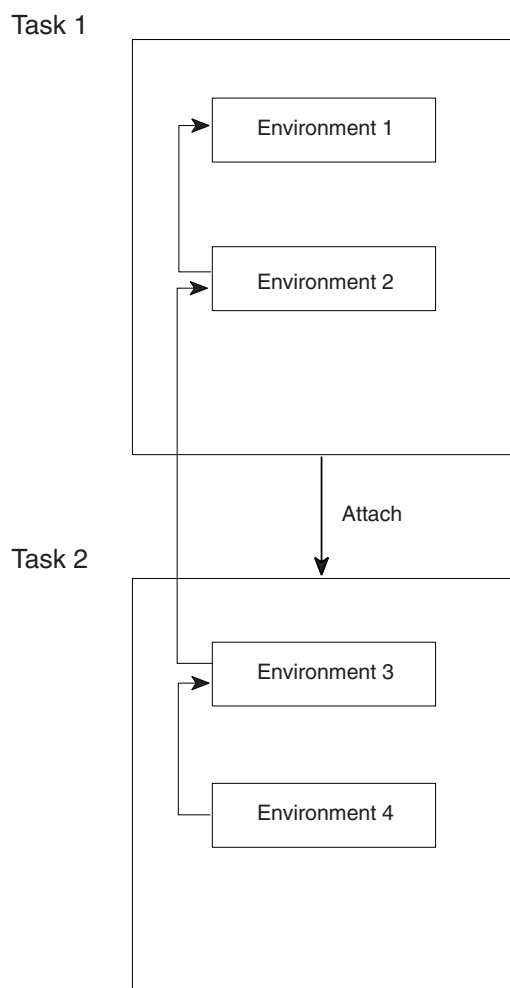 Task 1
Environment 1
Environment 2
Attach
Task 2
Environment 3
Environment 4